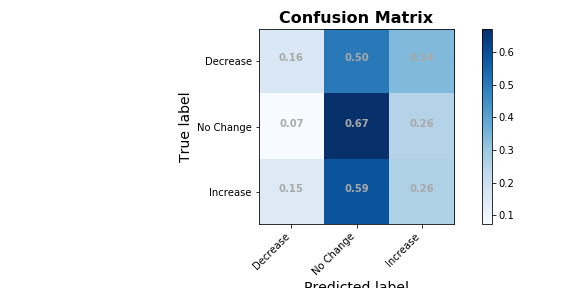 Confusion Matrix
Decrease 0.16 0.50 0.34
No Change 0.07 0.67 0.26
Increase 0.15 0.59 0.26
True label
Decrease No Change Increase
Predicted label
0.6
0.5
0.4
0.3
0.2
0.1